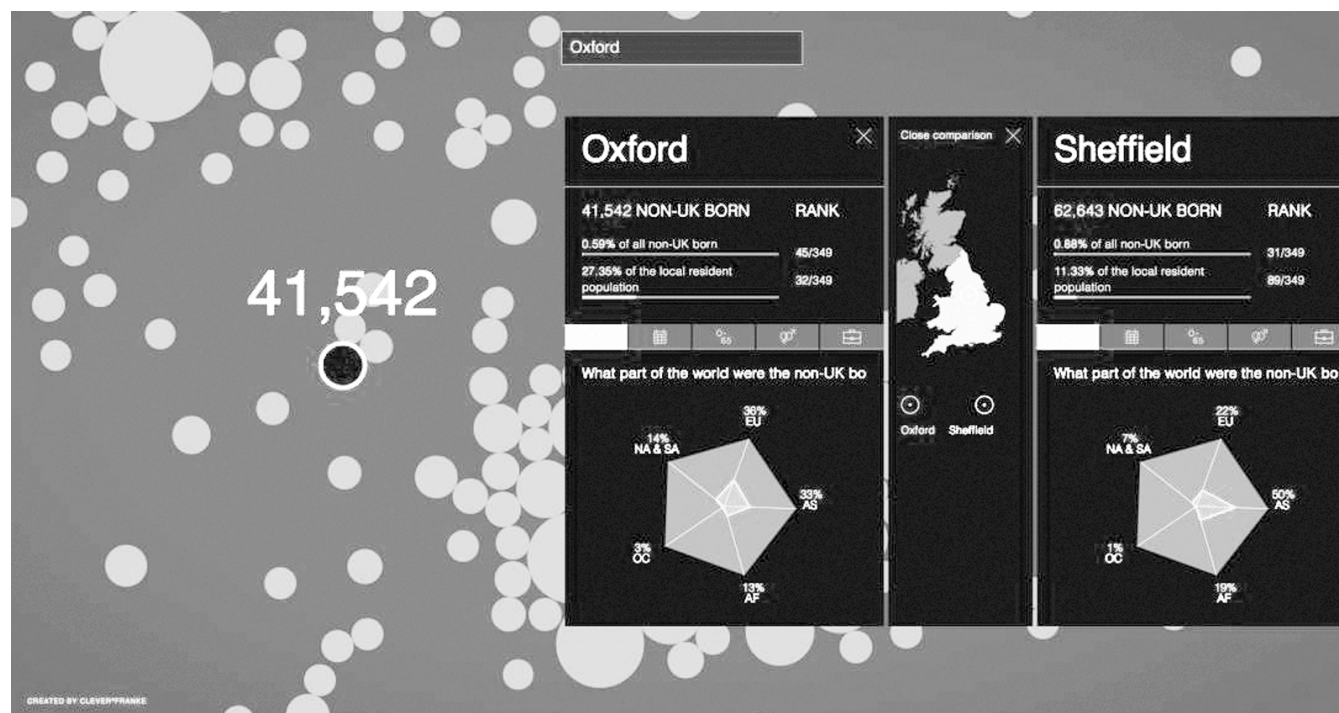 Oxford
41,542
Oxford
41,542 NON-UK BORN RANK
0.59% of all non-UK born
45/349
27.35% of the local resident
population
32/349
65
What part of the world were the non-UK bo
36%
EU
14%
NA & SA
33%
AS
3%
OC
13%
AF
Close comparison
Oxford Sheffield
Sheffield
62,643 NON-UK BORN RANK
0.88% of all non-UK born
31/349
11.33% of the local resident
population
89/349
65
What part of the world were the non-UK bo
22%
EU
7%
NA & SA
50%
AS
1%
OC
19%
AF
CREATED BY CLEVER°FRANKE